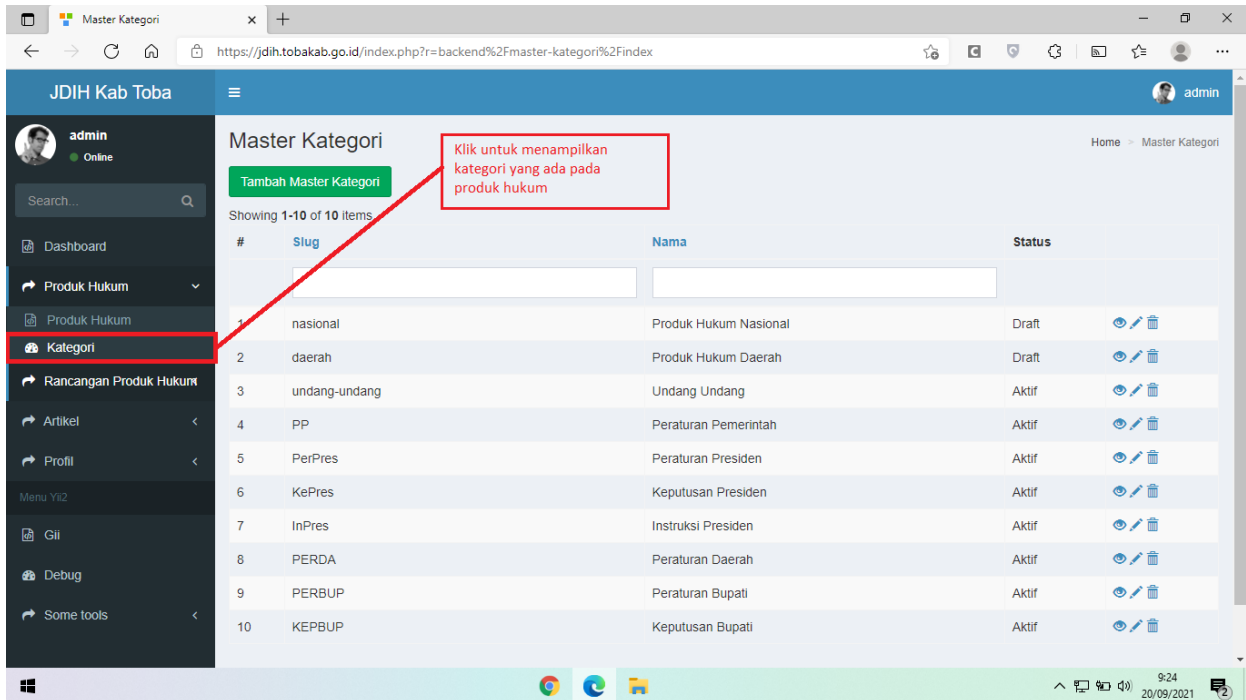 Master Kategori
https://jdih.tobakab.go.id/index.php?r=backend%2Fmaster-kategori%2Findex
JDIH Kab Toba
admin
admin
Online
Search...
Dashboard
Produk Hukum
Produk Hukum
Kategori
Rancangan Produk Hukum
Artikel
Profil
Menu Yii2
Gii
Debug
Some tools
Master Kategori
Home > Master Kategori
Klik untuk menampilkan
kategori yang ada pada
produk hukum
Tambah Master Kategori
Showing 1-10 of 10 items
# Slug Nama Status
1 nasional Produk Hukum Nasional Draft
2 daerah Produk Hukum Daerah Draft
3 undang-undang Undang Undang Aktif
4 PP Peraturan Pemerintah Aktif
5 PerPres Peraturan Presiden Aktif
6 KePres Keputusan Presiden Aktif
7 InPres Instruksi Presiden Aktif
8 PERDA Peraturan Daerah Aktif
9 PERBUP Peraturan Bupati Aktif
10 KEPBUP Keputusan Bupati Aktif
9:24
20/09/2021
2